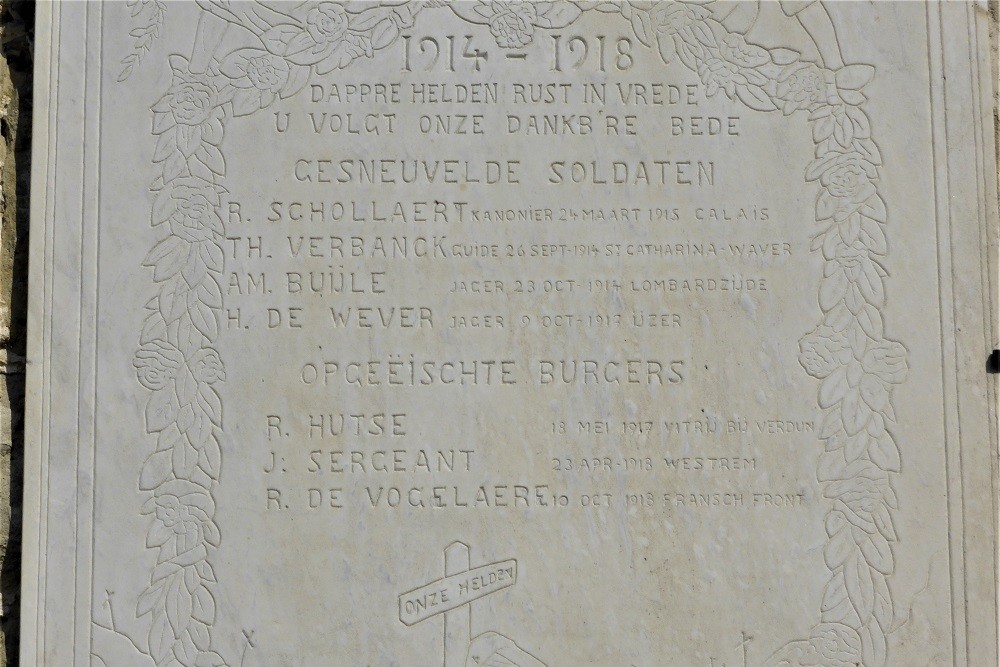 1914 - 1918
DAPPRE HELDEN RUST IN VREDE
U VOLGT ONZE DANKB'RE BEDE
GESNEUVELDE SOLDATEN
R. SCHOLLAERT KANONIER 24 MAART 1915 CALAIS
TH. VERBANCK GUIDE 26 SEPT-1914 ST CATHARINA-WAVER
AM. BUIJLE JAGER 23 OCT-1914 LOMBARDZIJDE
H. DE WEVER JAGER 9 OCT-1917 IJZER
OPGEËISCHTE BURGERS
R. HUTSE 18 MEI 1917 VITRIJ BIJ VERDUN
J. SERGEANT 23 APR-1918 WESTREM
R. DE VOGELAERE 10 OCT 1918 FRANSCH FRONT
ONZE HELDEN